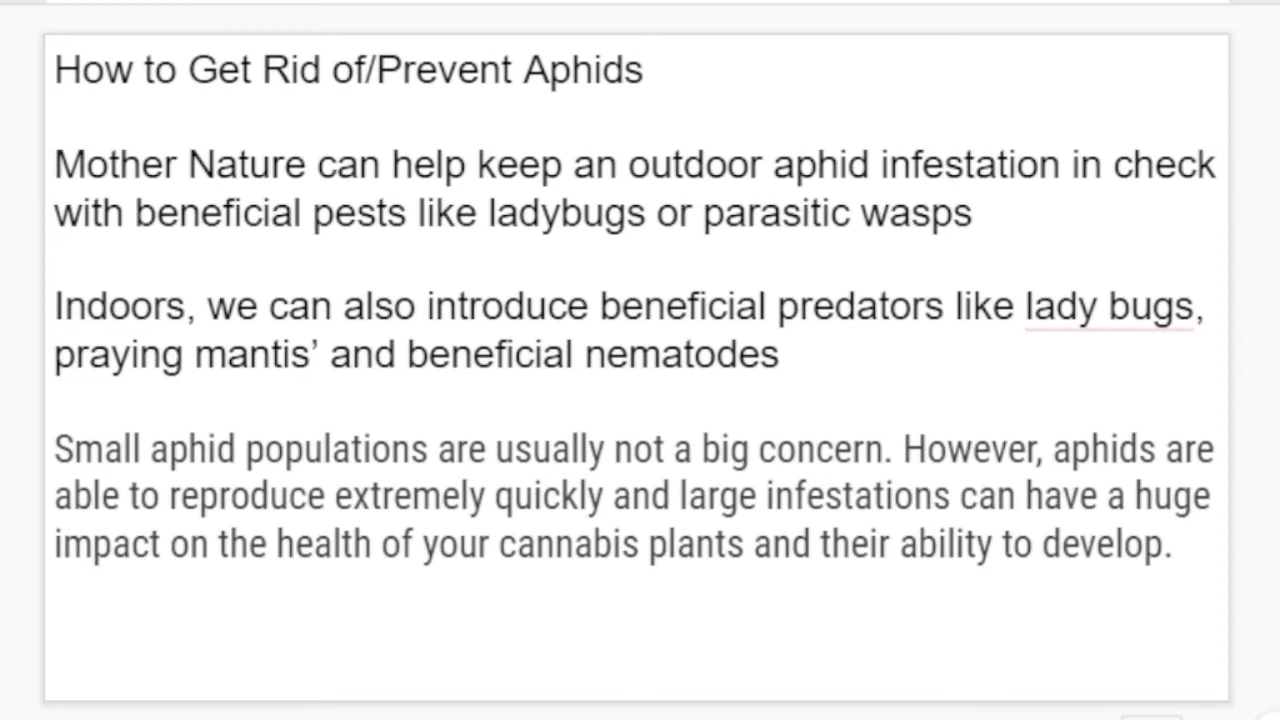 How to Get Rid of/Prevent Aphids
Mother Nature can help keep an outdoor aphid infestation in check
with beneficial pests like ladybugs or parasitic wasps
Indoors, we can also introduce beneficial predators like lady bugs,
praying mantis’ and beneficial nematodes
Small aphid populations are usually not a big concern. However, aphids are
able to reproduce extremely quickly and large infestations can have a huge
impact on the health of your cannabis plants and their ability to develop.